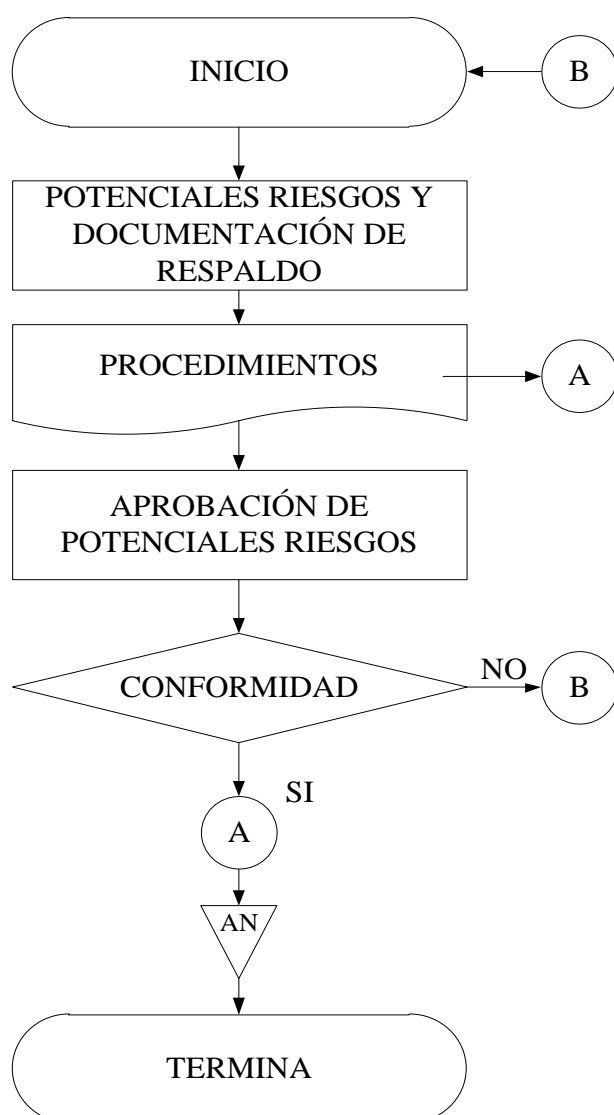 INICIO
B
POTENCIALES RIESGOS Y
DOCUMENTACIÓN DE
RESPALDO
PROCEDIMIENTOS
A
APROBACIÓN DE
POTENCIALES RIESGOS
CONFORMIDAD
NO
B
SI
A
AN
TERMINA